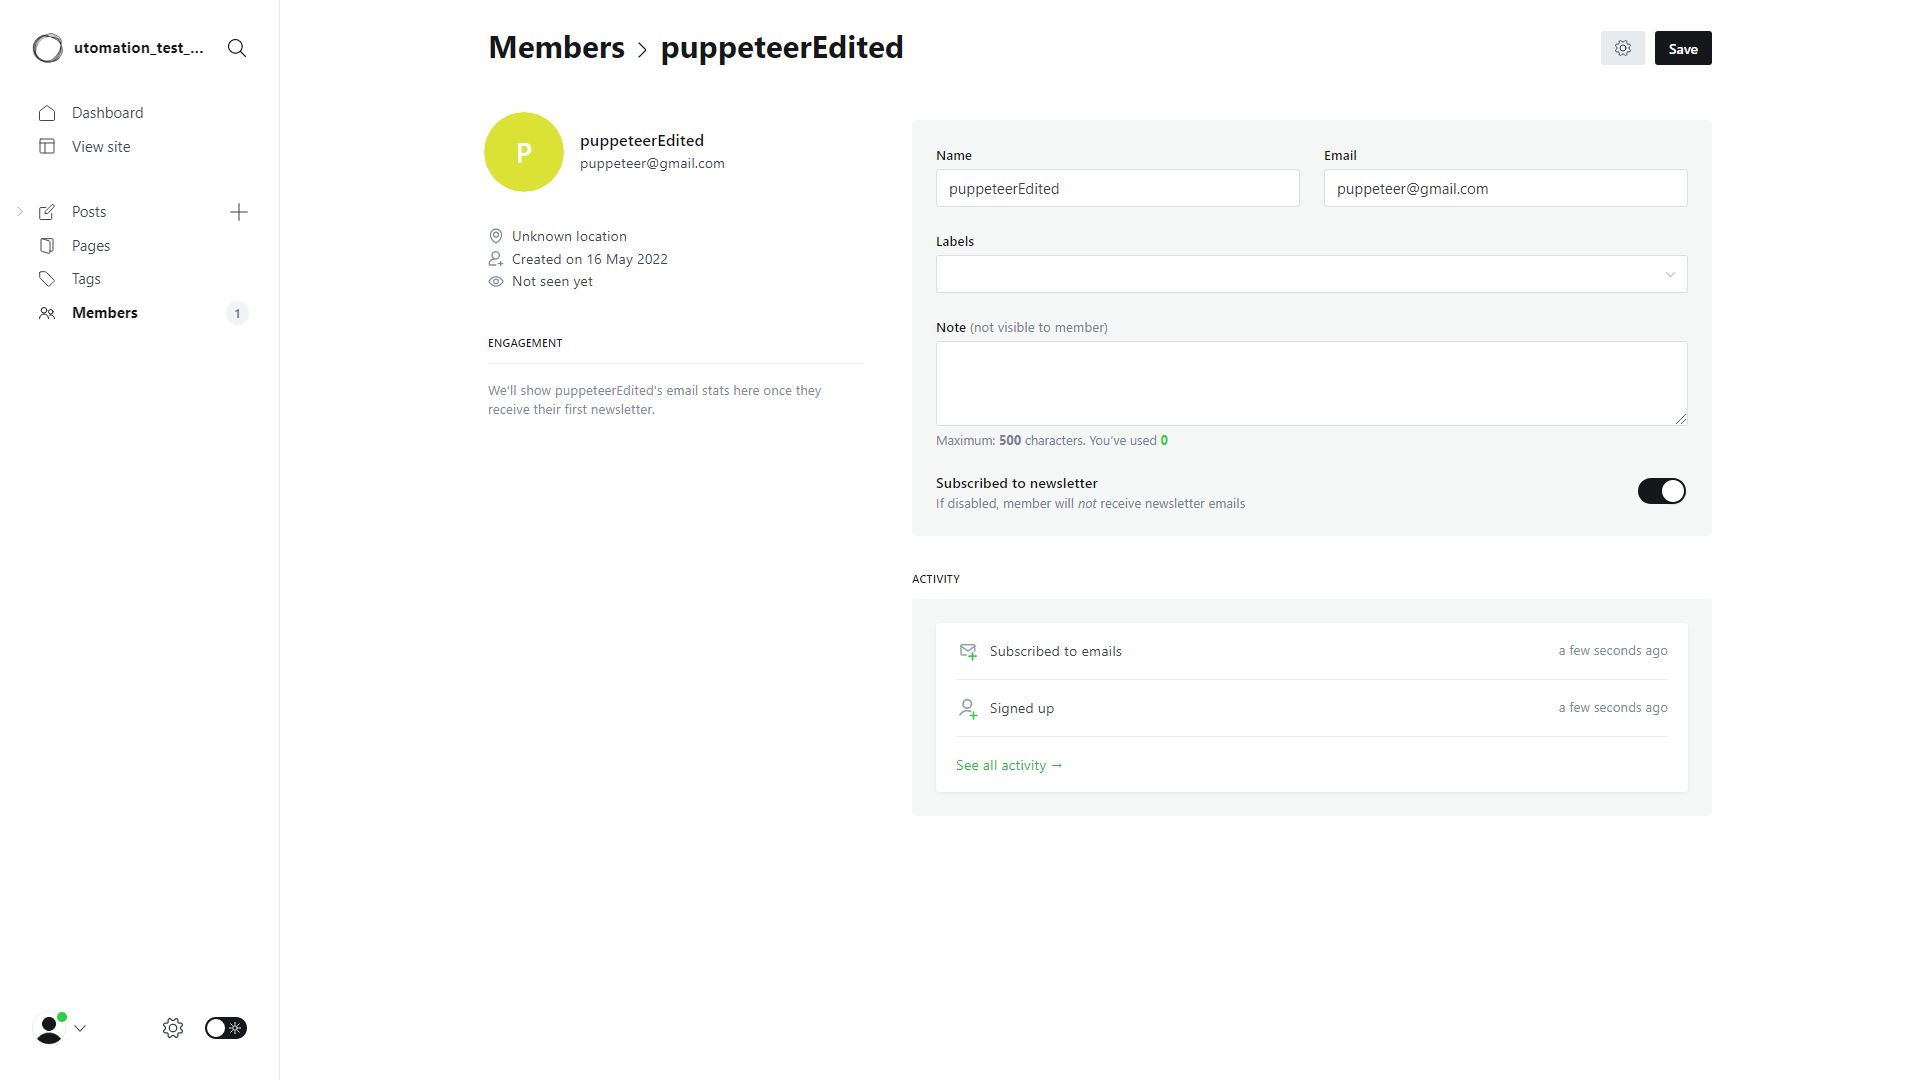 utomation_test_...
Dashboard
View site
Posts
Pages
Tags
Members
1
Members > puppeteerEdited
Save
P
puppeteerEdited
puppeteer@gmail.com
Unknown location
Created on 16 May 2022
Not seen yet
ENGAGEMENT
We'll show puppeteerEdited's email stats here once they
receive their first newsletter.
Name
puppeteerEdited
Email
puppeteer@gmail.com
Labels
Note (not visible to member)
Maximum: 500 characters. You've used 0
Subscribed to newsletter
If disabled, member will not receive newsletter emails
ACTIVITY
Subscribed to emails
a few seconds ago
Signed up
a few seconds ago
See all activity →